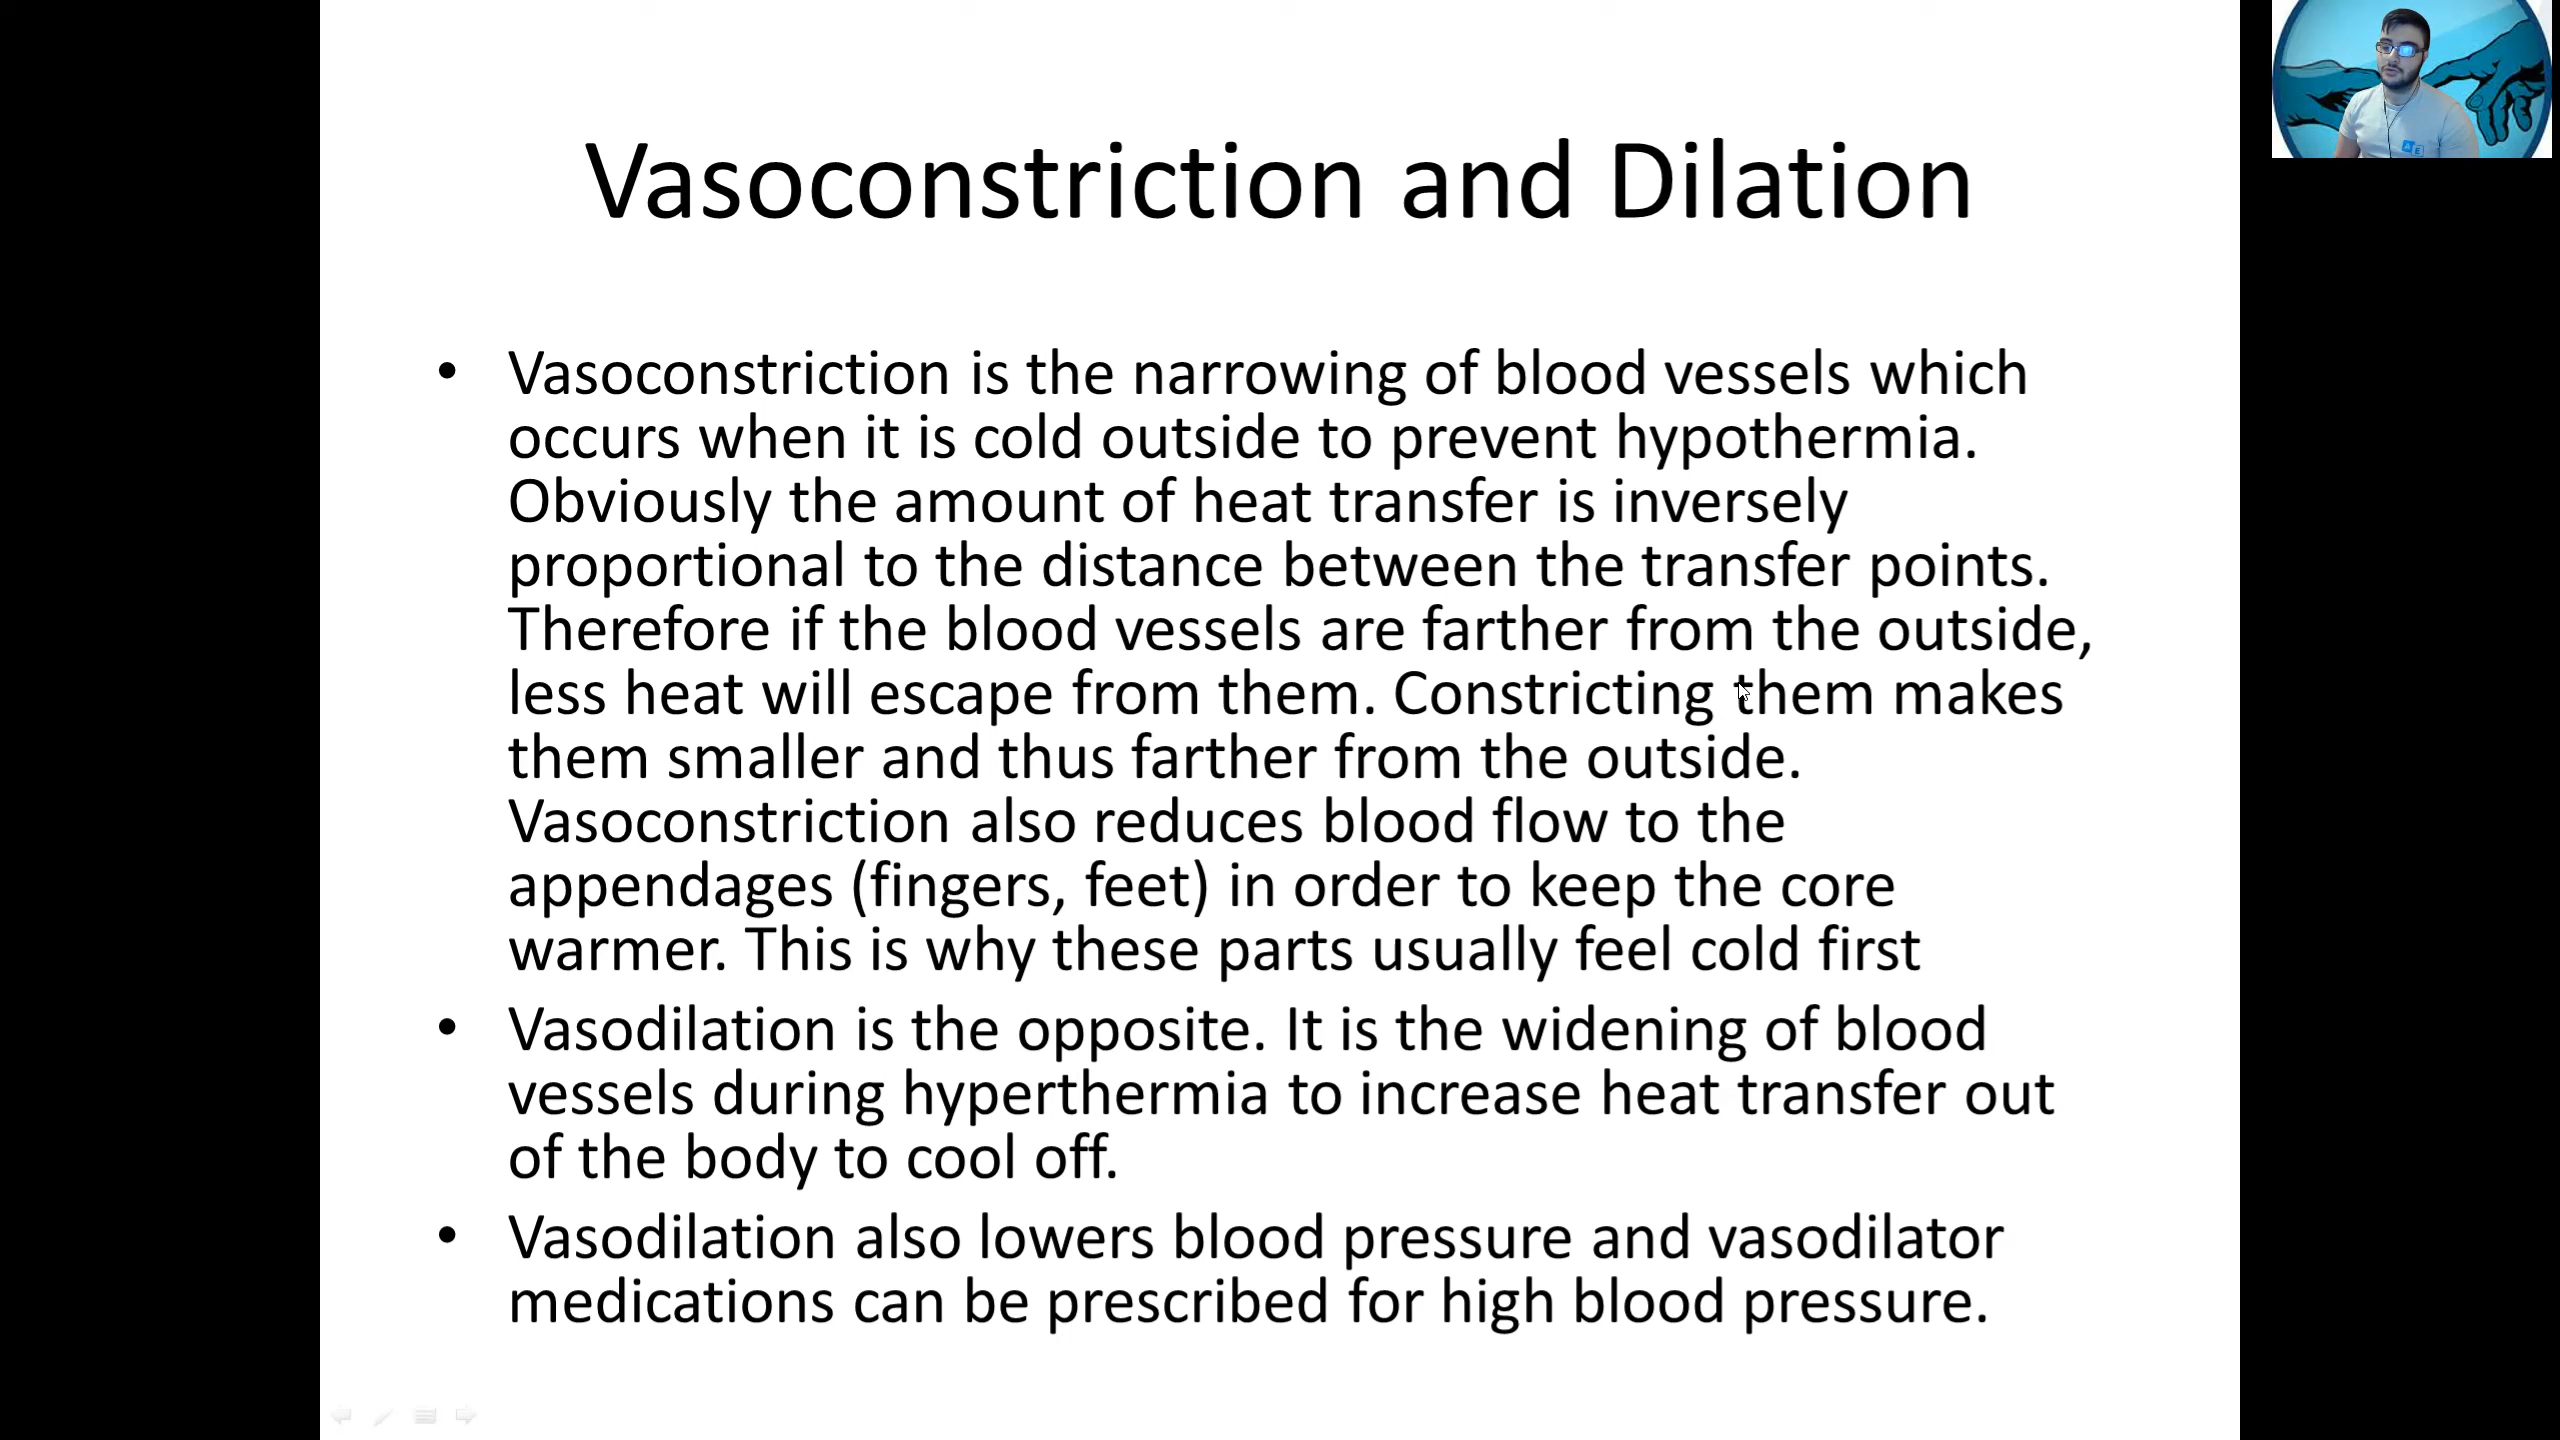 Vasoconstriction and Dilation
• Vasoconstriction is the narrowing of blood vessels which
occurs when it is cold outside to prevent hypothermia.
Obviously the amount of heat transfer is inversely
proportional to the distance between the transfer points.
Therefore if the blood vessels are farther from the outside,
less heat will escape from them. Constricting them makes
them smaller and thus farther from the outside.
Vasoconstriction also reduces blood flow to the
appendages (fingers, feet) in order to keep the core
warmer. This is why these parts usually feel cold first
• Vasodilation is the opposite. It is the widening of blood
vessels during hyperthermia to increase heat transfer out
of the body to cool off.
• Vasodilation also lowers blood pressure and vasodilator
medications can be prescribed for high blood pressure.
A E